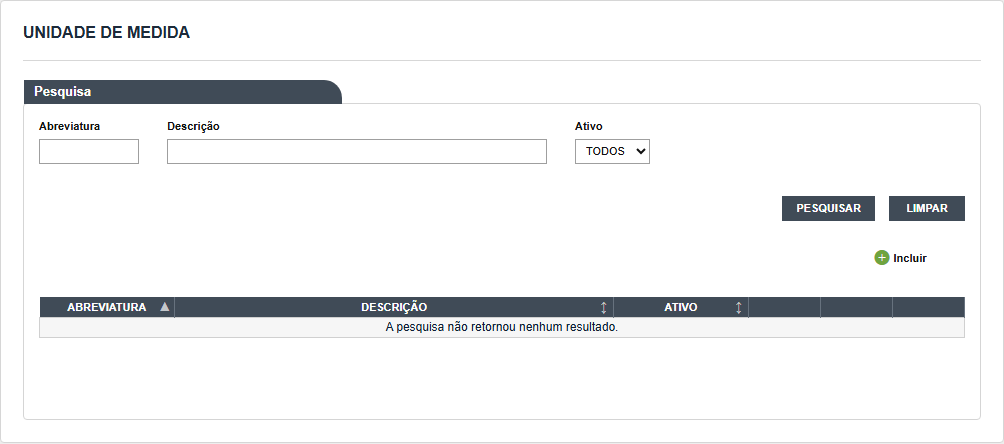 UNIDADE DE MEDIDA
Pesquisa
Abreviatura Descrição Ativo
TODOS
PESQUISAR LIMPAR
Incluir
ABREVIATURA DESCRIÇÃO ATIVO
A pesquisa não retornou nenhum resultado.